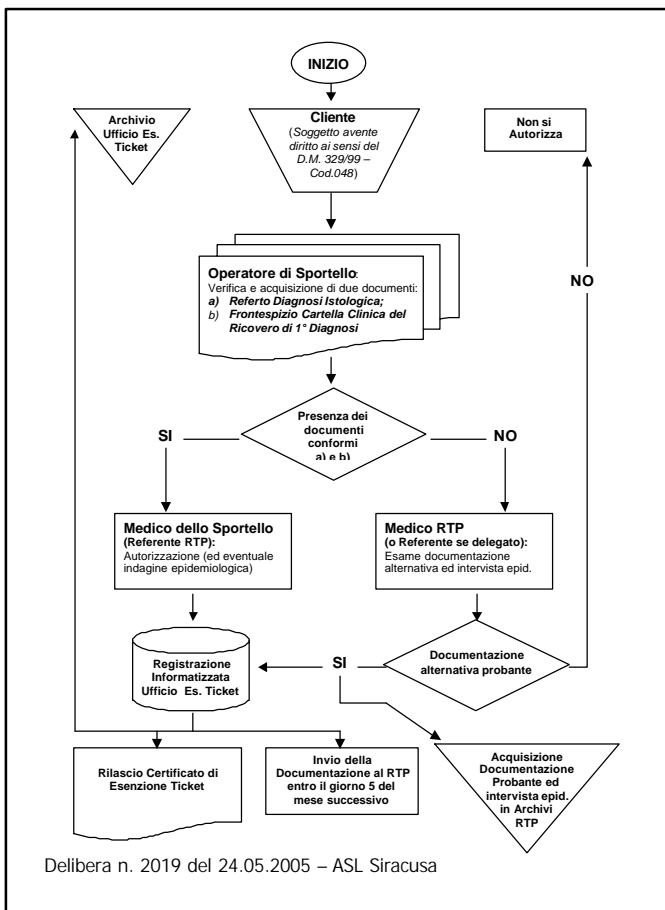 INIZIO
Archivio
Ufficio Es.
Ticket
Cliente
(Soggetto avente
diritto ai sensi del
D.M. 329/99 –
Cod.048)
Non si
Autorizza
Operatore di Sportello:
Verifica e acquisizione di due documenti:
a) Referto Diagnosi Istologica;
b) Frontespizio Cartella Clinica del
Ricovero di 1° Diagnosi
NO
Presenza dei
documenti
conformi
a) e b)
SI
NO
Medico dello Sportello
(Referente RTP):
Autorizzazione (ed eventuale
indagine epidemiologica)
Medico RTP
(o Referente se delegato):
Esame documentazione
alternativa ed intervista epid.
Registrazione
Informatizzata
Ufficio Es. Ticket
SI
Documentazione
alternativa probante
Rilascio Certificato di
Esenzione Ticket
Invio della
Documentazione al RTP
entro il giorno 5 del
mese successivo
Acquisizione
Documentazione
Probante ed
intervista epid.
in Archivi
RTP
Delibera n. 2019 del 24.05.2005 – ASL Siracusa